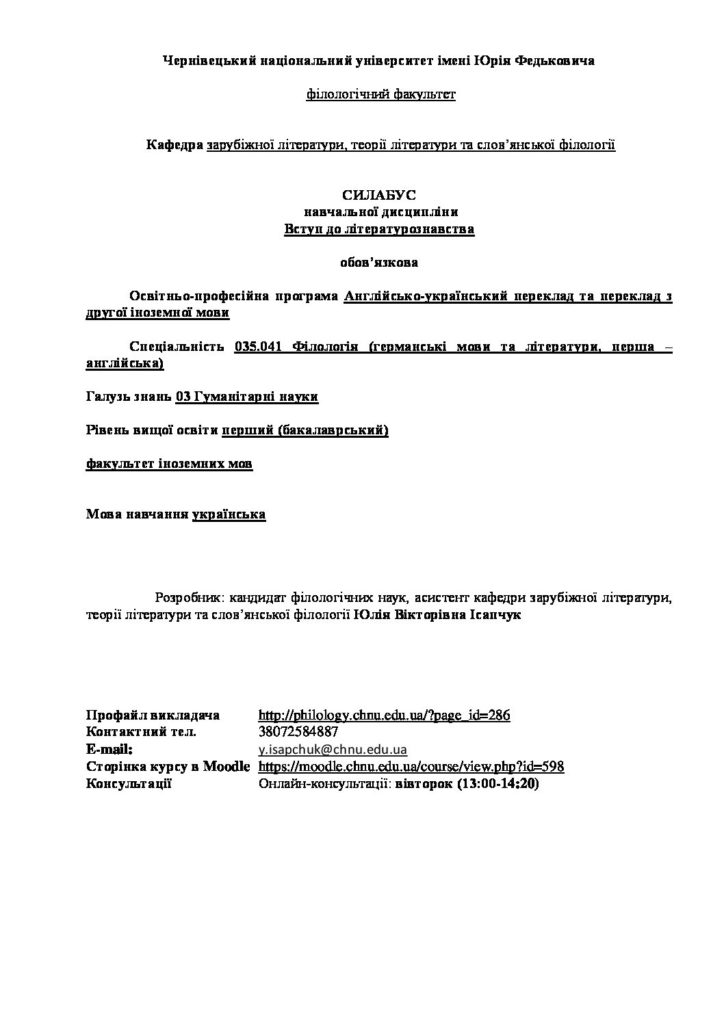 Чернівецький національний університет імені Юрія Федьковича
філологічний факультет
Кафедра зарубіжної літератури, теорії літератури та слов’янської філології
СИЛАБУС
навчальної дисципліни
Вступ до літературознавства
обов’язкова
Освітньо-професійна програма Англійсько-український переклад та переклад з
другої іноземної мови
Спеціальність 035.041 Філологія (германські мови та літератури, перша –
англійська)
Галузь знань 03 Гуманітарні науки
Рівень вищої освіти перший (бакалаврський)
факультет іноземних мов
Мова навчання українська
Розробник: кандидат філологічних наук, асистент кафедри зарубіжної літератури,
теорії літератури та слов’янської філології Юлія Вікторівна Ісапчук
Профайл викладача http://philology.chnu.edu.ua/?page_id=286
Контактний тел. 38072584887
E-mail: y.isapchuk@chnu.edu.ua
Сторінка курсу в Moodle https://moodle.chnu.edu.ua/course/view.php?id=598
Консультації Онлайн-консультації: вівторок (13:00-14:20)